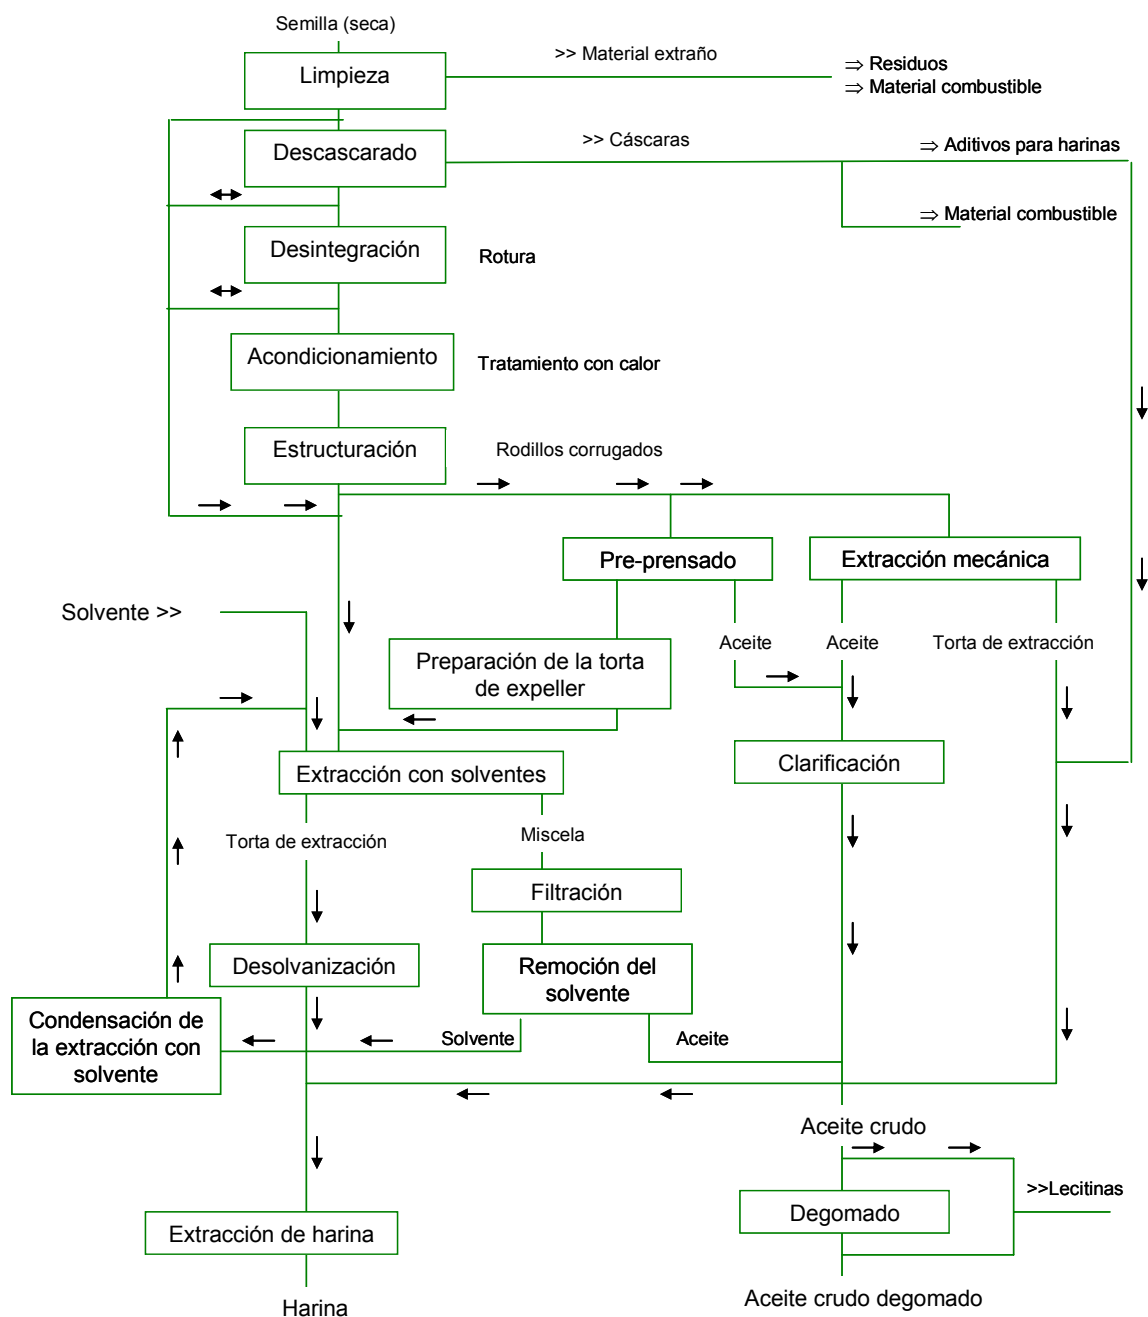 Semilla (seca)
Limpieza
>> Material extraño
⇒ Residuos
⇒ Material combustible
Descascarado
>> Cáscaras
⇒ Aditivos para harinas
⇒ Material combustible
Desintegración
Rotura
Acondicionamiento
Tratamiento con calor
Estructuración
Rodillos corrugados
Pre-prensado
Extracción mecánica
Solvente >>
Preparación de la torta
de expeller
Aceite
Aceite
Torta de extracción
Extracción con solventes
Clarificación
Torta de extracción
Miscela
Filtración
Desolvanización
Remoción del
solvente
Condensación de
la extracción con
solvente
Solvente
Aceite
Aceite crudo
>>Lecitinas
Degomado
Extracción de harina
Harina
Aceite crudo degomado